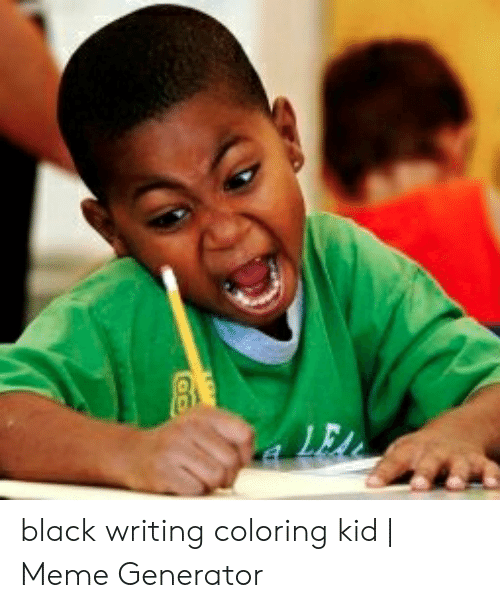 black writing coloring kid |
Meme Generator